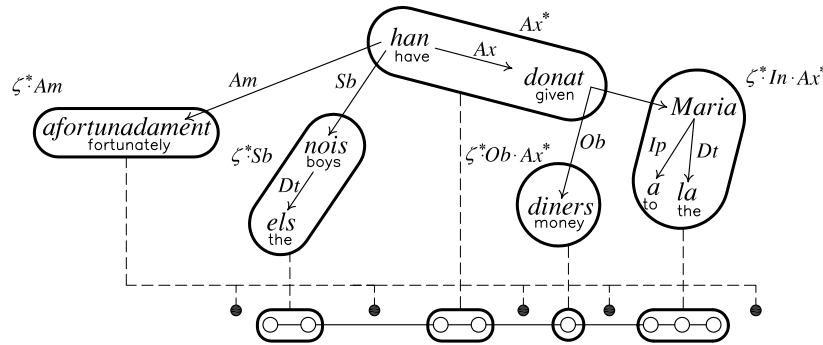 Ax*
han
have
Ax
donat
given
ζ*·Am
Am
Sb
ζ*·In·Ax*
Maria
afortunadament
fortunately
ζ*·Sb
nois
boys
ζ*·Ob·Ax*
Ob
Ip
Dt
Dt
els
the
diners
money
a
to
la
the